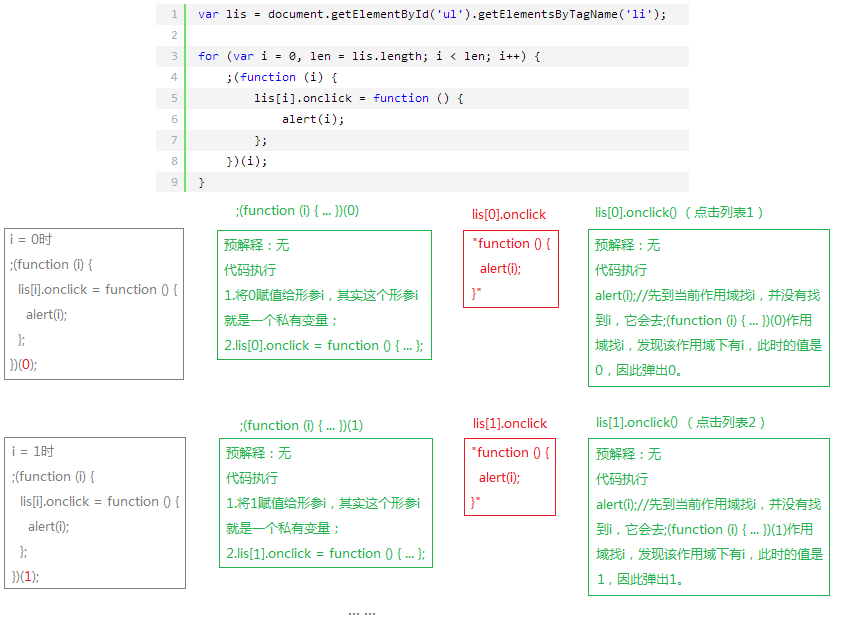 1 var lis = document.getElementById('ul').getElementsByTagName('li');
2
3 for (var i = 0, len = lis.length; i < len; i++) {
4 ;(function (i) {
5 lis[i].onclick = function () {
6 alert(i);
7 };
8 })(i);
9 }
i = 0时
;(function (i) {
lis[i].onclick = function () {
alert(i);
};
})(0);
;(function (i) { ... })(0)
预解释：无
代码执行
1.将0赋值给形参i，其实这个形参i
就是一个私有变量；
2.lis[0].onclick = function () { ... };
lis[0].onclick
"function () {
alert(i);
}"
lis[0].onclick() （点击列表1）
预解释：无
代码执行
alert(i);//先到当前作用域找i，并没有找
到i，它会去;(function (i) { ... })(0)作用
域找i，发现该作用域下有i，此时的值是
0，因此弹出0。
i = 1时
;(function (i) {
lis[i].onclick = function () {
alert(i);
};
})(1);
;(function (i) { ... })(1)
预解释：无
代码执行
1.将1赋值给形参i，其实这个形参i
就是一个私有变量；
2.lis[1].onclick = function () { ... };
lis[1].onclick
"function () {
alert(i);
}"
lis[1].onclick() （点击列表2）
预解释：无
代码执行
alert(i);//先到当前作用域找i，并没有找
到i，它会去;(function (i) { ... })(1)作用
域找i，发现该作用域下有i，此时的值是
1，因此弹出1。
... ...